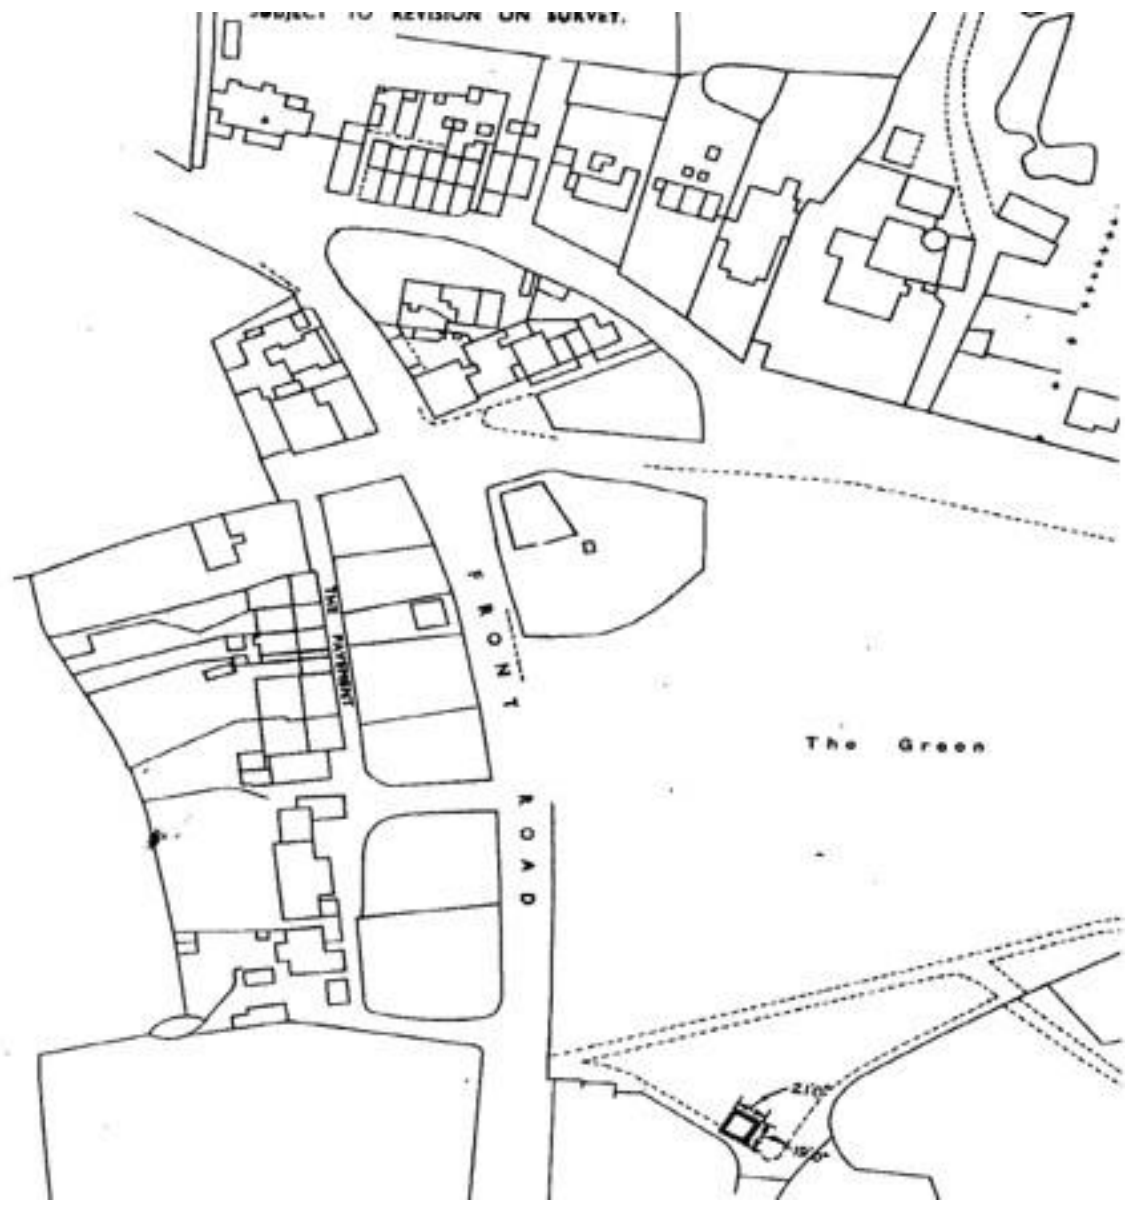 SUBJECT TO REVISION ON SURVEY.
THE PAVEMENT
FRONT ROAD
The Green
21'0"
19'0"